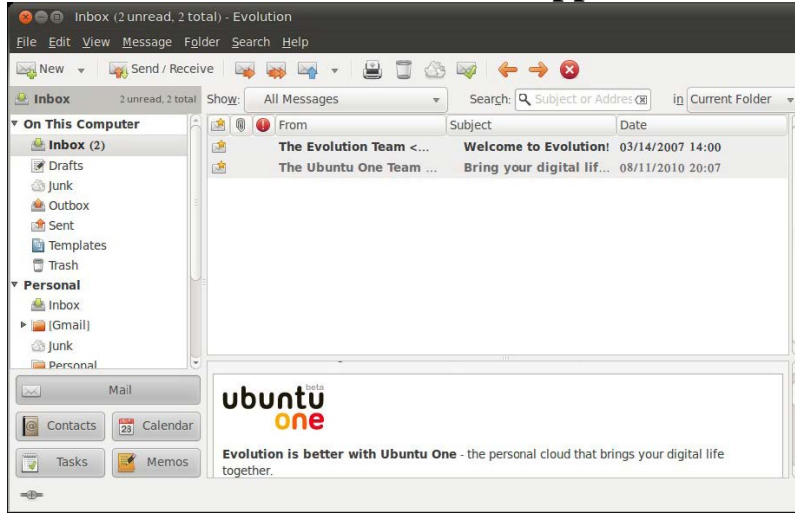 Inbox (2 unread, 2 total) - Evolution
File Edit View Message Folder Search Help
New Send / Receive
Inbox 2 unread, 2 total Show: All Messages Search: Subject or Addres in Current Folder
On This Computer
Inbox (2)
Drafts
Junk
Outbox
Sent
Templates
Trash
Personal
Inbox
[Gmail]
Junk
Personal
From Subject Date
The Evolution Team <... Welcome to Evolution! 03/14/2007 14:00
The Ubuntu One Team ... Bring your digital lif... 08/11/2010 20:07
Mail
Contacts 23 Calendar
Tasks Memos
ubuntu beta
one
Evolution is better with Ubuntu One - the personal cloud that brings your digital life
together.